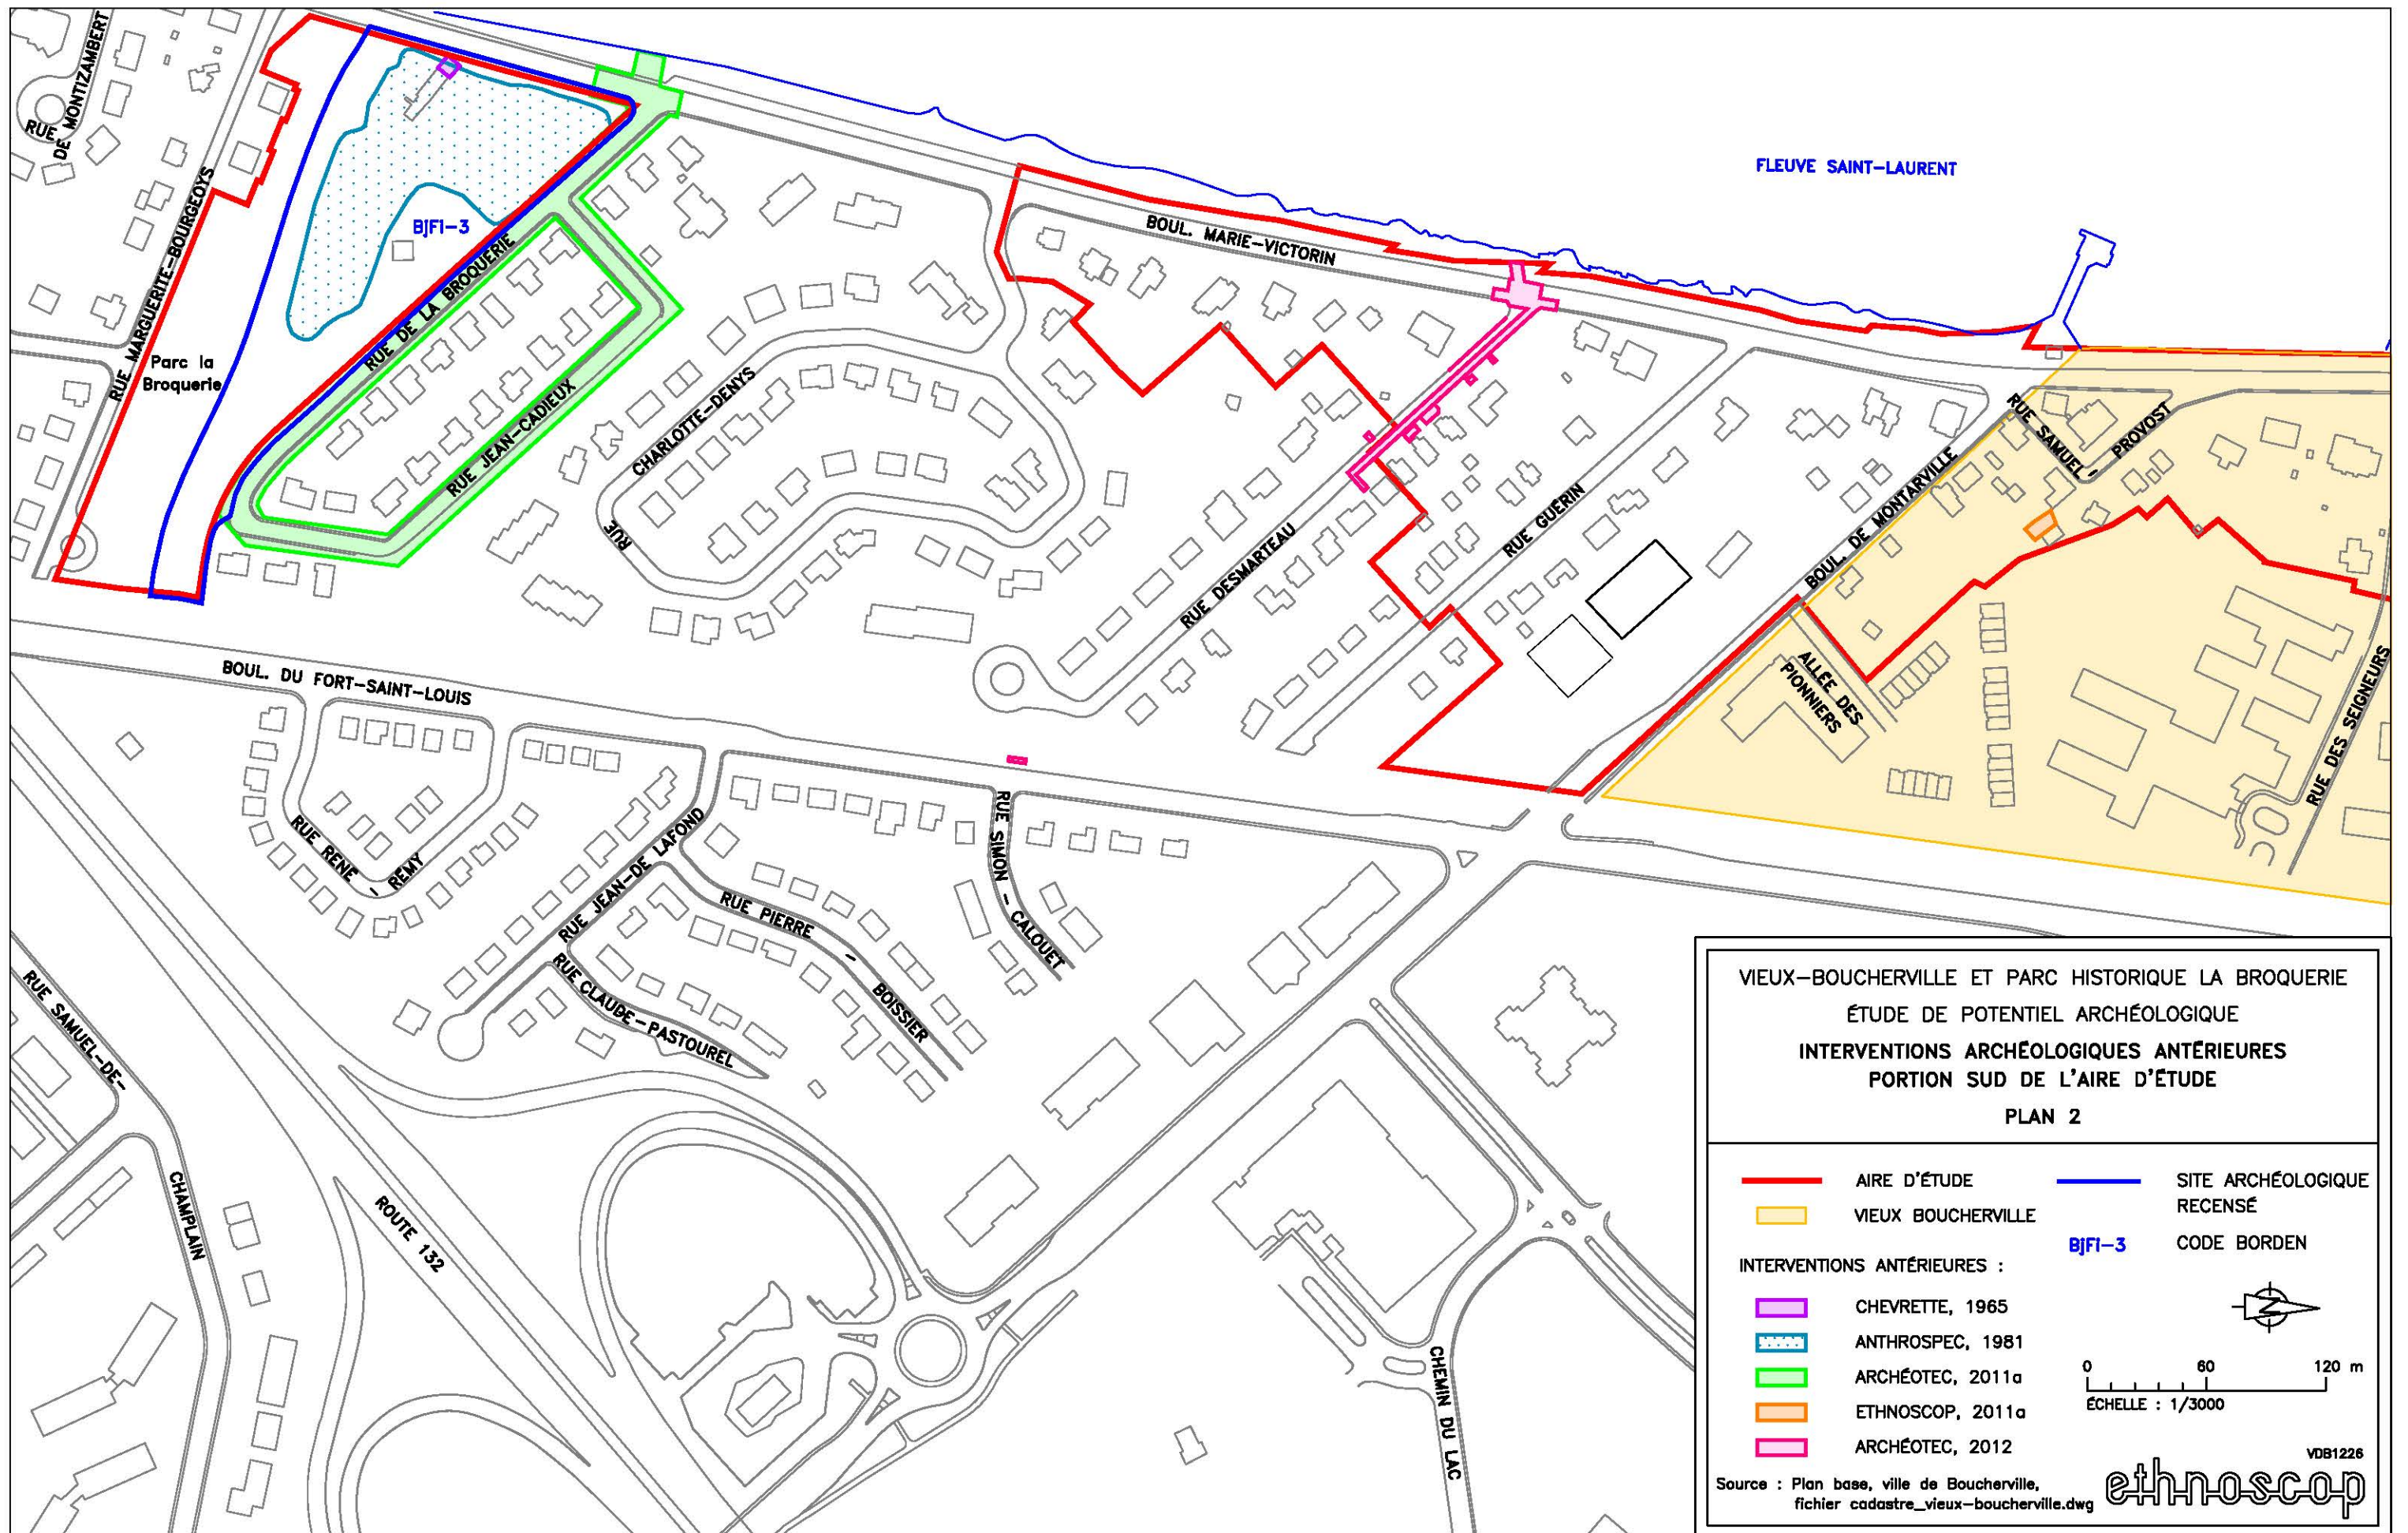 RUE DE MONTIZAMBERT
RUE MARGUERITE-BOURGEOYS
Parc la
Broquerie
BjFl-3
RUE DE LA BROQUERIE
RUE JEAN-CADIEUX
RUE CHARLOTTE-DENYS
BOUL. MARIE-VICTORIN
FLEUVE SAINT-LAURENT
RUE DESMARTEAU
RUE GUÉRIN
BOUL. DE MONTARVILLE
RUE SAMUEL-
PROVOST
ALLÉE DES
PIONNIERS
RUE DES SEIGNEURS
BOUL. DU FORT-SAINT-LOUIS
RUE RENE - REMY
RUE JEAN-DE LAFOND
RUE PIERRE - BOISSIER
RUE CLAUDE-PASTOUREL
RUE SIMON - CALOUET
RUE SAMUEL-DE-
CHAMPLAIN
ROUTE 132
CHEMIN DU LAC
VIEUX-BOUCHERVILLE ET PARC HISTORIQUE LA BROQUERIE
ÉTUDE DE POTENTIEL ARCHÉOLOGIQUE
INTERVENTIONS ARCHÉOLOGIQUES ANTÉRIEURES
PORTION SUD DE L'AIRE D'ÉTUDE
PLAN 2
AIRE D'ÉTUDE
VIEUX BOUCHERVILLE
SITE ARCHÉOLOGIQUE
RECENSÉ
BjFl-3 CODE BORDEN
INTERVENTIONS ANTÉRIEURES :
CHEVRETTE, 1965
ANTHROSPEC, 1981
ARCHÉOTEC, 2011a
ETHNOSCOP, 2011a
ARCHÉOTEC, 2012
N
0 60 120 m
ÉCHELLE : 1/3000
VDB1226
Source : Plan base, ville de Boucherville,
fichier cadastre_vieux-boucherville.dwg
ethnoscop